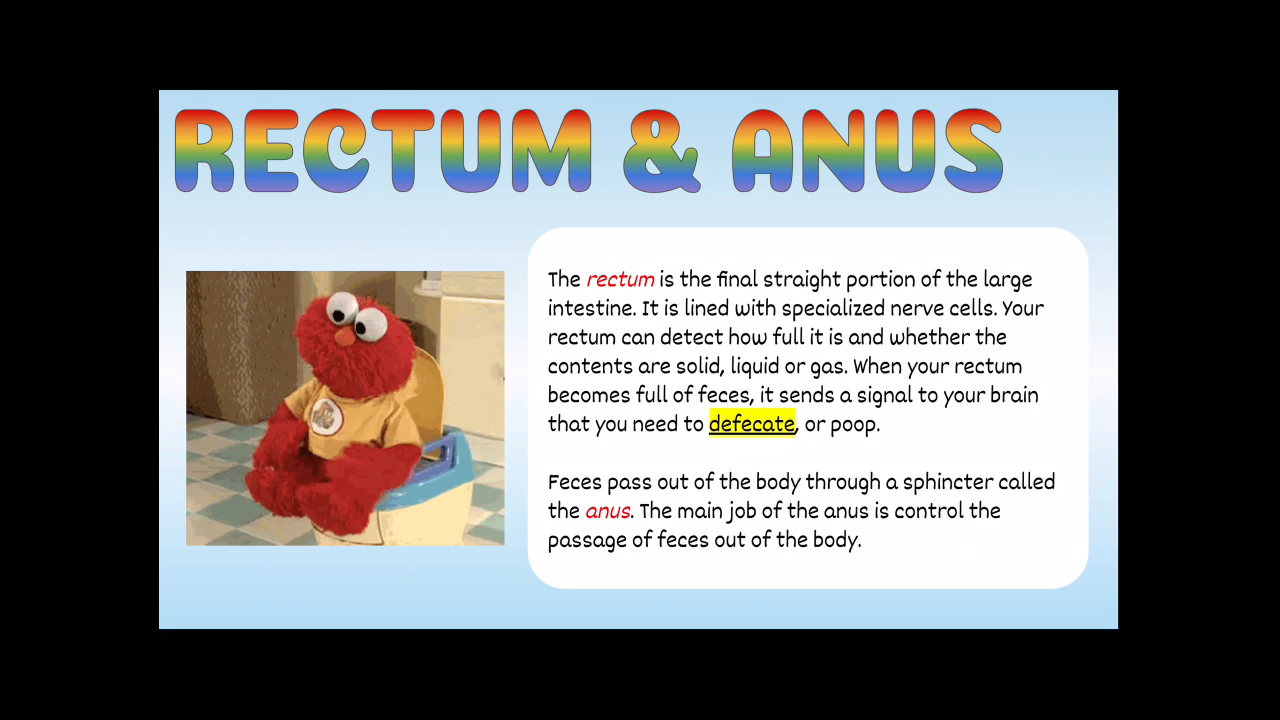 RECTUM & ANUS
The rectum is the final straight portion of the large
intestine. It is lined with specialized nerve cells. Your
rectum can detect how full it is and whether the
contents are solid, liquid or gas. When your rectum
becomes full of feces, it sends a signal to your brain
that you need to defecate, or poop.
Feces pass out of the body through a sphincter called
the anus. The main job of the anus is control the
passage of feces out of the body.